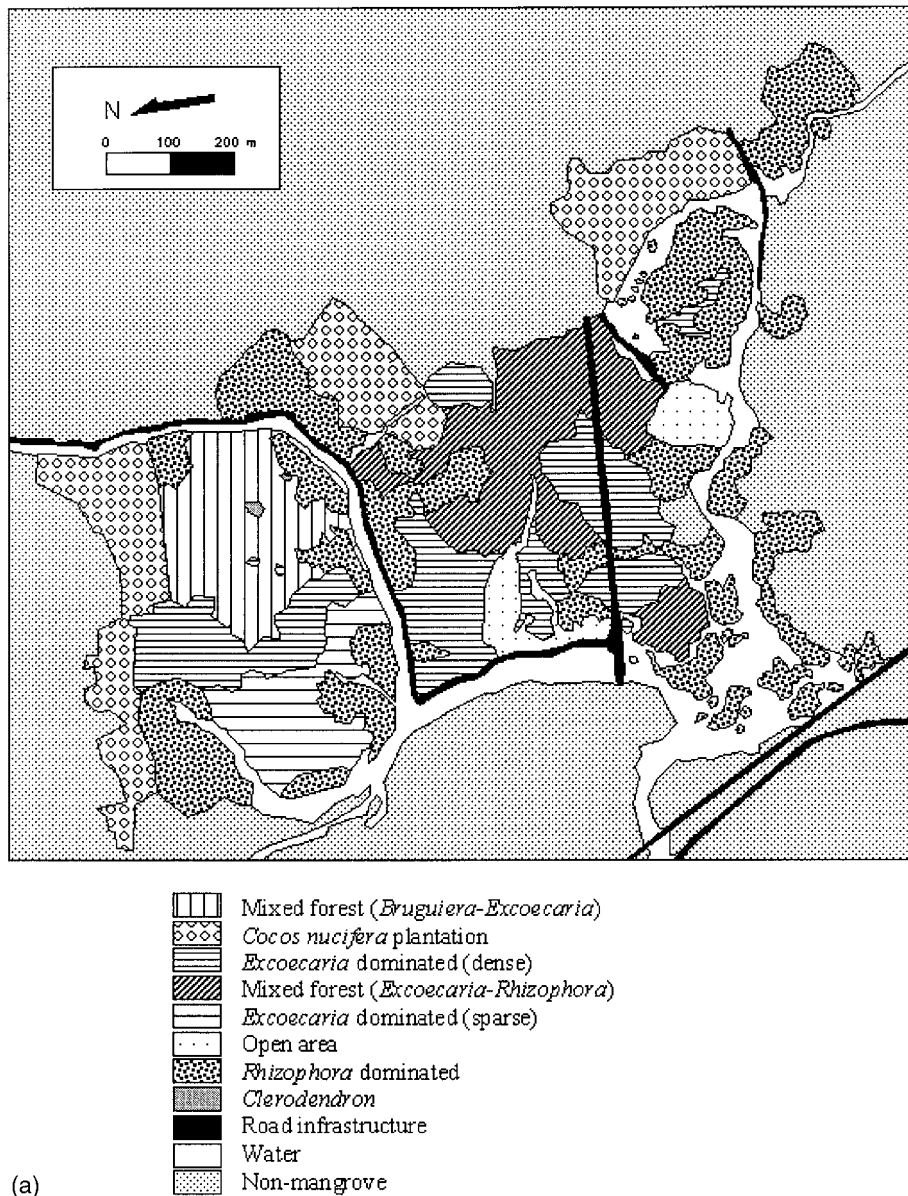 N
0 100 200 m
Mixed forest (Bruguiera-Excoecaria)
Cocos nucifera plantation
Excoecaria dominated (dense)
Mixed forest (Excoecaria-Rhizophora)
Excoecaria dominated (sparse)
Open area
Rhizophora dominated
Clerodendron
Road infrastructure
Water
Non-mangrove
(a)